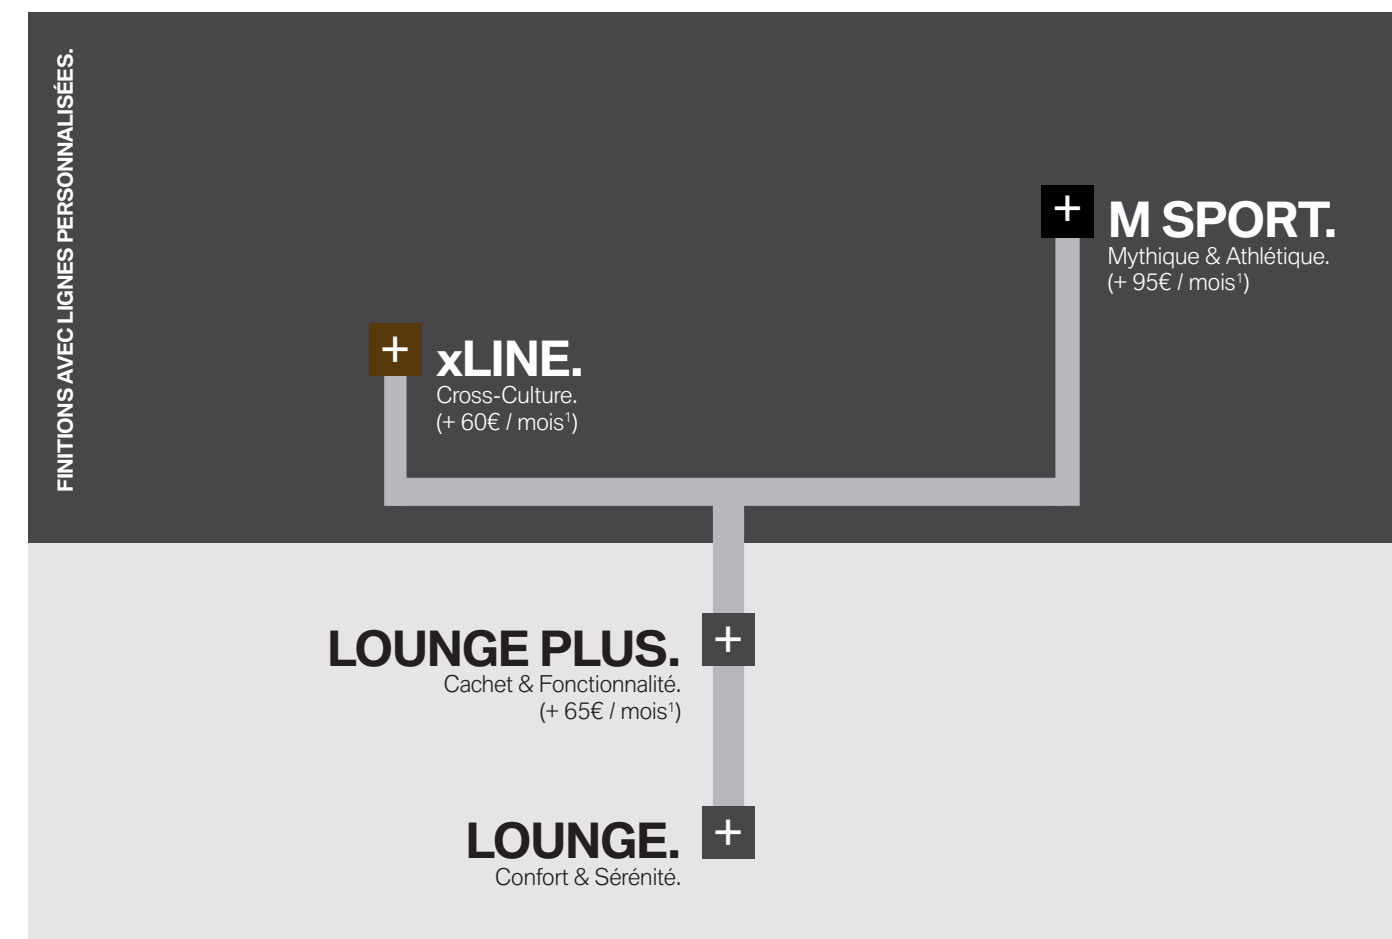 FINITIONS AVEC LIGNES PERSONNALISÉES.
+ M SPORT.
Mythique & Athlétique.
(+ 95€ / mois¹)
+ xLINE.
Cross-Culture.
(+ 60€ / mois¹)
LOUNGE PLUS. +
Cachet & Fonctionnalité.
(+ 65€ / mois¹)
LOUNGE. +
Confort & Sérénité.